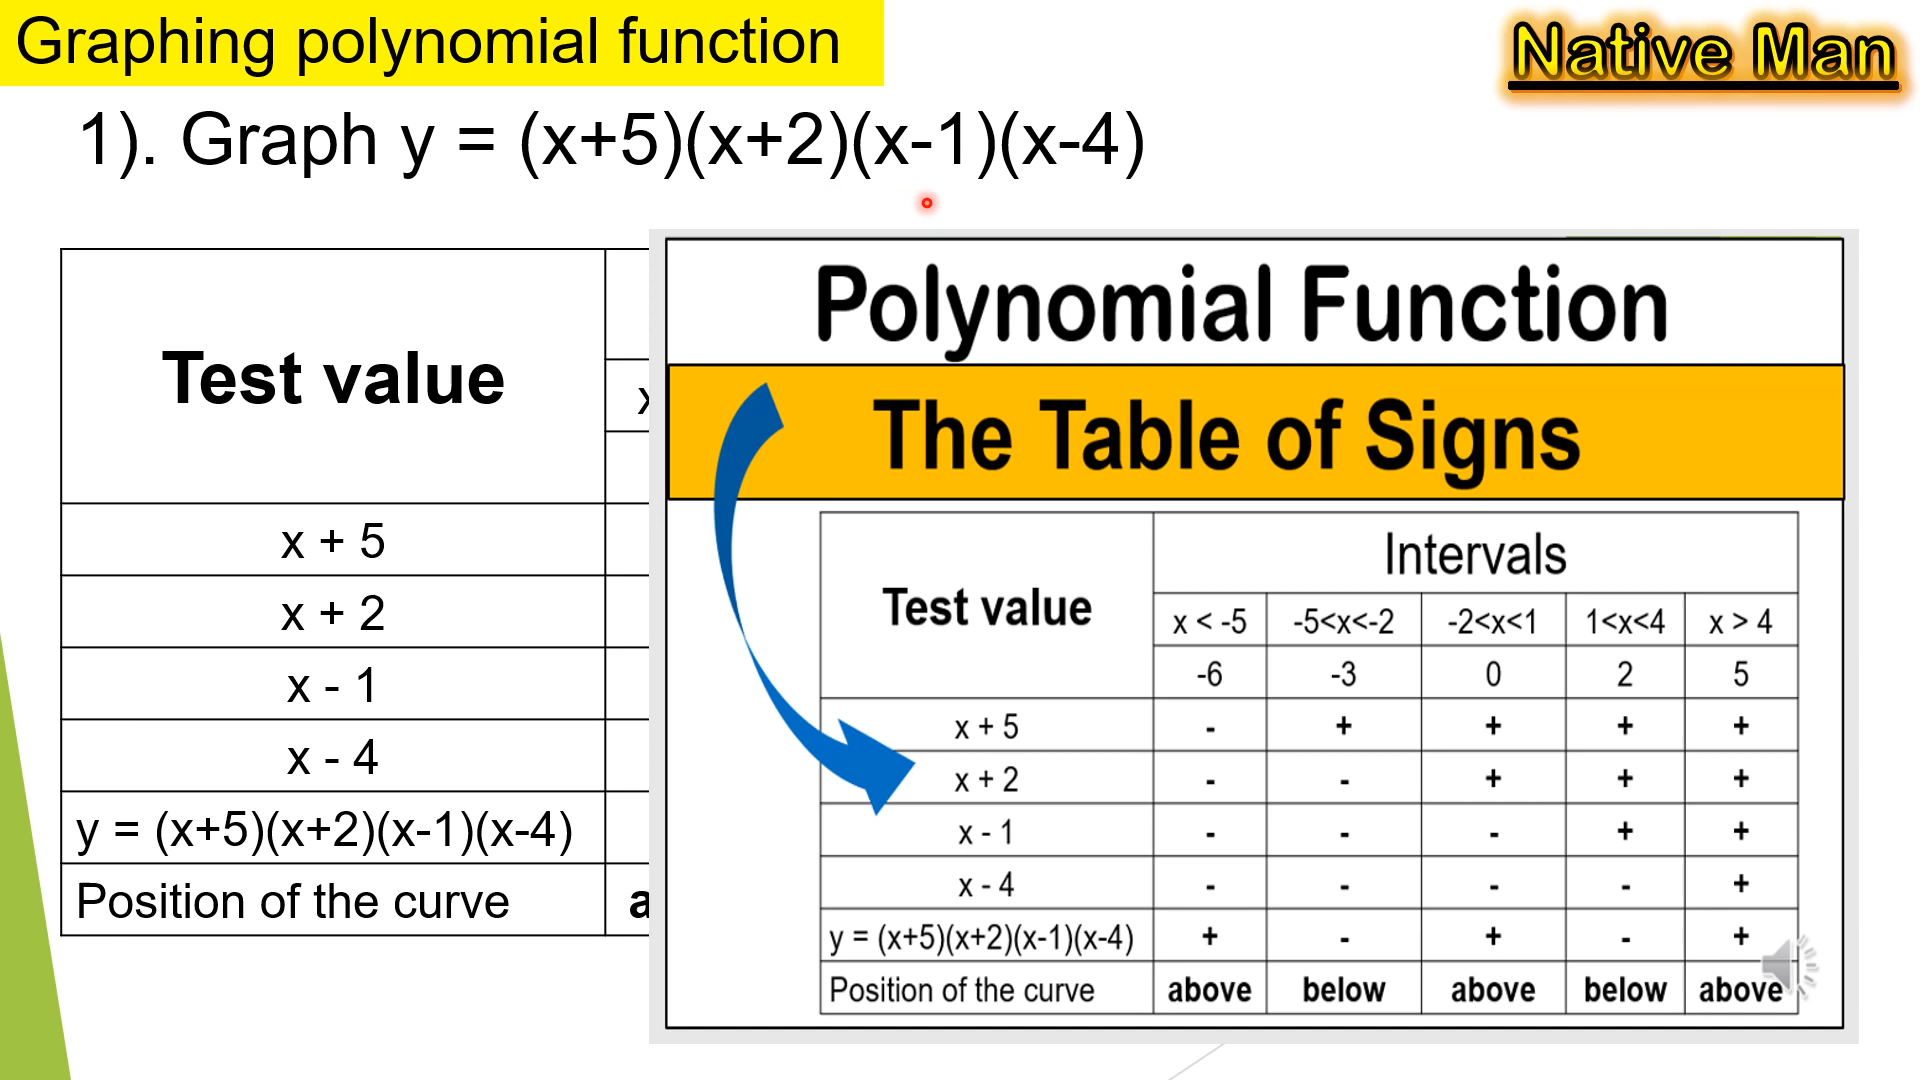 Graphing polynomial function
Native Man
1). Graph y = (x+5)(x+2)(x-1)(x-4)
Test value
x
x + 5
x + 2
x - 1
x - 4
y = (x+5)(x+2)(x-1)(x-4)
Position of the curve a
Polynomial Function
The Table of Signs
Test value
Intervals
x < -5 -5<x<-2 -2<x<1 1<x<4 x > 4
-6 -3 0 2 5
x + 5 - + + + +
x + 2 - - + + +
x - 1 - - - + +
x - 4 - - - - +
y = (x+5)(x+2)(x-1)(x-4) + - + - +
Position of the curve above below above below above